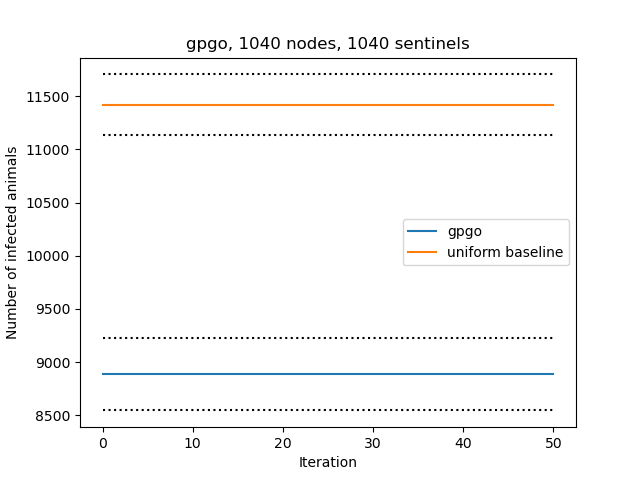 gpgo, 1040 nodes, 1040 sentinels
11500
11000
10500
10000
9500
9000
8500
Number of infected animals
gpgo
uniform baseline
0 10 20 30 40 50
Iteration